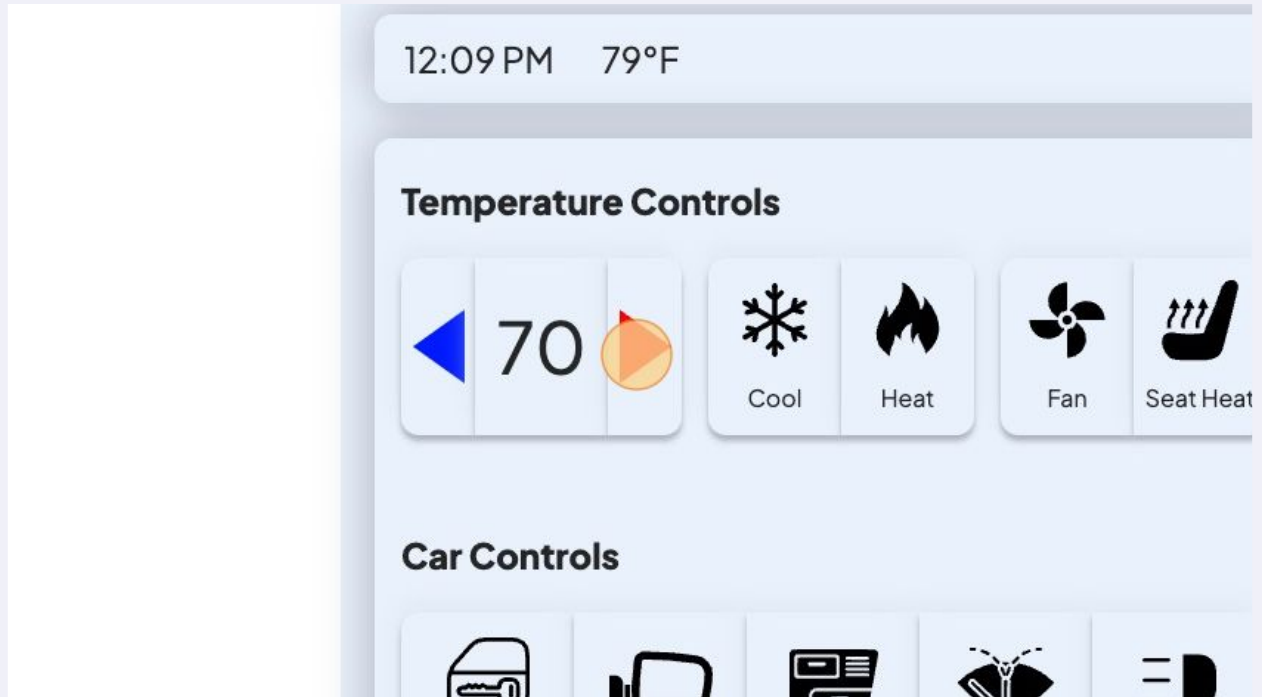 12:09 PM 79°F
Temperature Controls
70
Cool Heat Fan Seat Heat
Car Controls